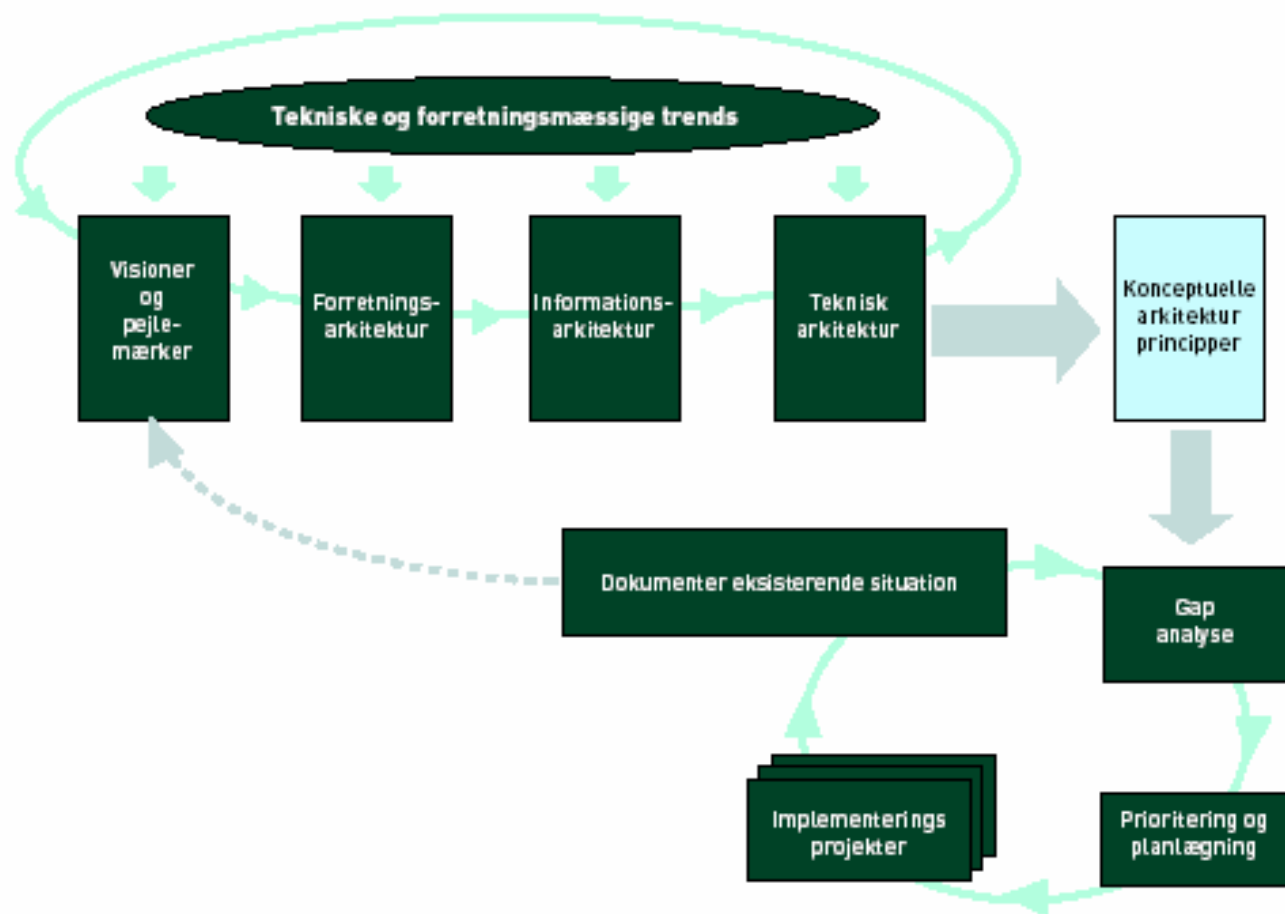 Tekniske og forretningsmæssige trends
Visioner
og
pejle-
mærker
Forretnings-
arkitektur
Informations-
arkitektur
Teknisk
arkitektur
Konceptuelle
arkitektur
principper
Dokumenter eksisterende situation
Gap
analyse
Implementerings
projekter
Prioritering og
planlægning